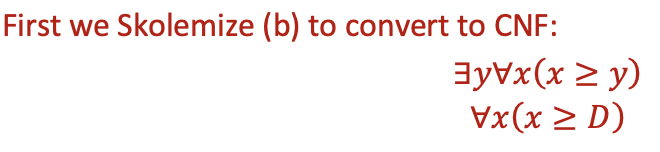 First we Skolemize (b) to convert to CNF:
∃y∀x(x ≥ y)
∀x(x ≥ D)